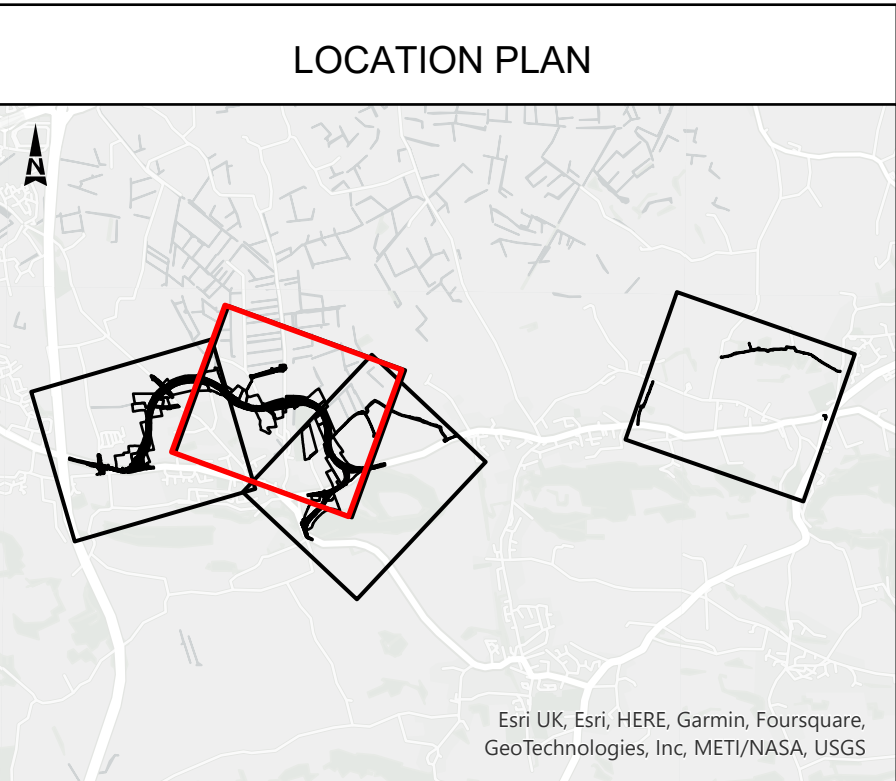 LOCATION PLAN
N
Esri UK, Esri, HERE, Garmin, Foursquare,
GeoTechnologies, Inc, METI/NASA, USGS